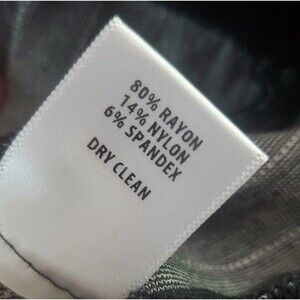 80% RAYON
14% NYLON
6% SPANDEX
DRY CLEAN